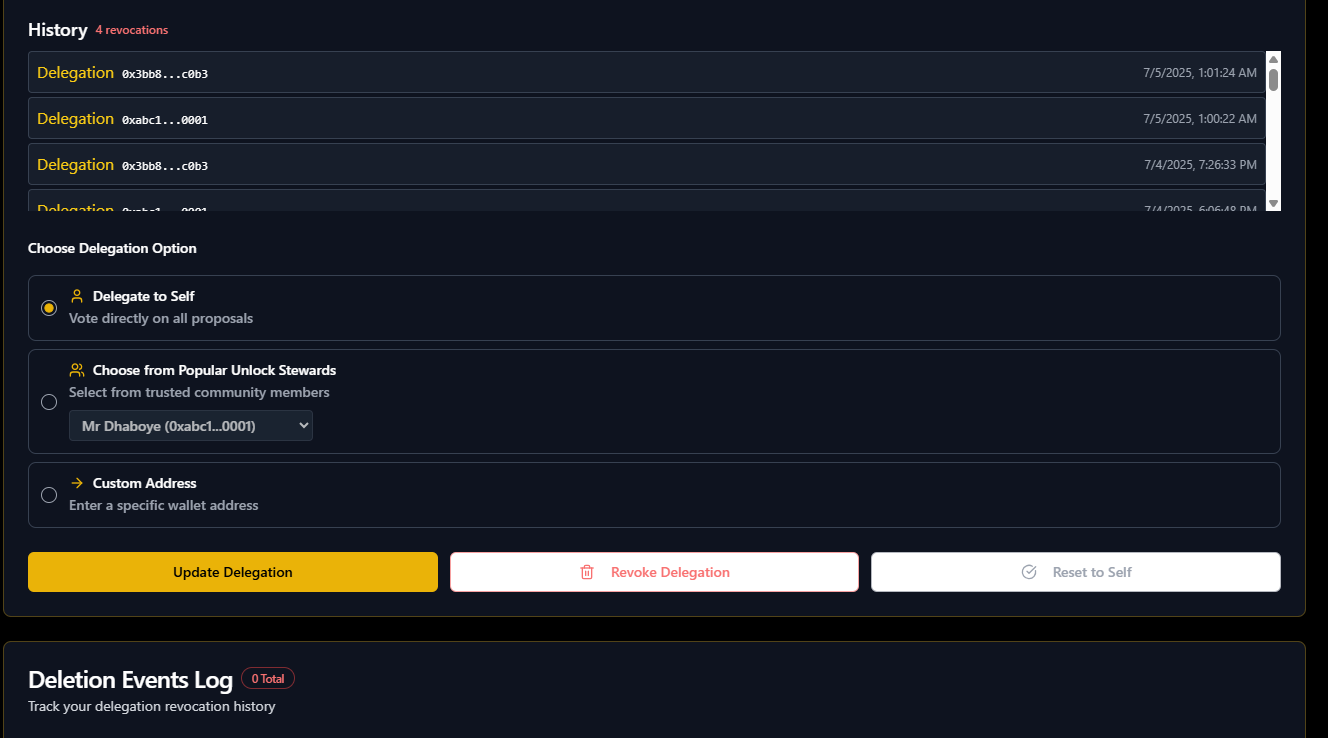 History 4 revocations
Delegation 0x3bb8...c0b3 7/5/2025, 1:01:24 AM
Delegation 0xabc1...0001 7/5/2025, 1:00:22 AM
Delegation 0x3bb8...c0b3 7/4/2025, 7:26:33 PM
Delegation 0xabc1...0001 7/4/2025, 6:06:48 PM
Choose Delegation Option
Delegate to Self
Vote directly on all proposals
Choose from Popular Unlock Stewards
Select from trusted community members
Mr Dhaboye (0xabc1...0001)
Custom Address
Enter a specific wallet address
Update Delegation Revoke Delegation Reset to Self
Deletion Events Log 0 Total
Track your delegation revocation history